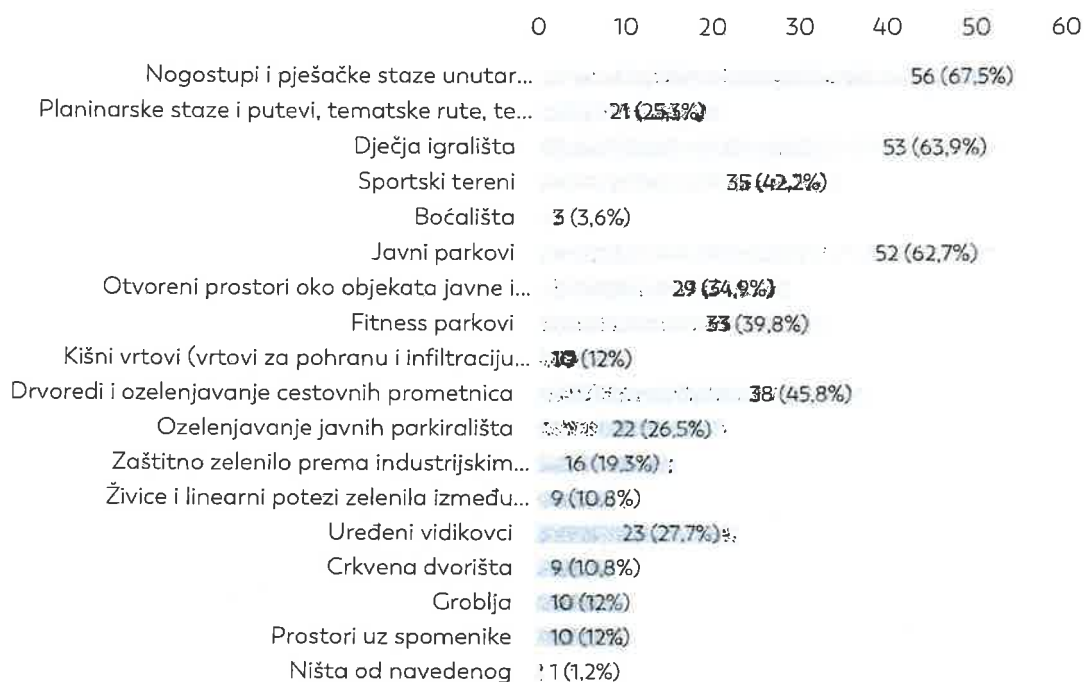 0 10 20 30 40 50 60
Nogostupi i pješačke staze unutar... 56 (67,5%)
Planinarske staze i putevi, tematske rute, te... 21 (25,3%)
Dječja igrališta 53 (63,9%)
Sportski tereni 35 (42,2%)
Boćališta 3 (3,6%)
Javni parkovi 52 (62,7%)
Otvoreni prostori oko objekata javne i... 29 (34,9%)
Fitness parkovi 33 (39,8%)
Kišni vrtovi (vrtovi za pohranu i infiltraciju... 10 (12%)
Drvoredi i ozelenjavanje cestovnih prometnica 38 (45,8%)
Ozelenjavanje javnih parkirališta 22 (26,5%)
Zaštitno zelenilo prema industrijskim... 16 (19,3%)
Živice i linearni potezi zelenila između... 9 (10,8%)
Uređeni vidikovci 23 (27,7%)
Crkvena dvorišta 9 (10,8%)
Groblja 10 (12%)
Prostori uz spomenike 10 (12%)
Ništa od navedenog 1 (1,2%)